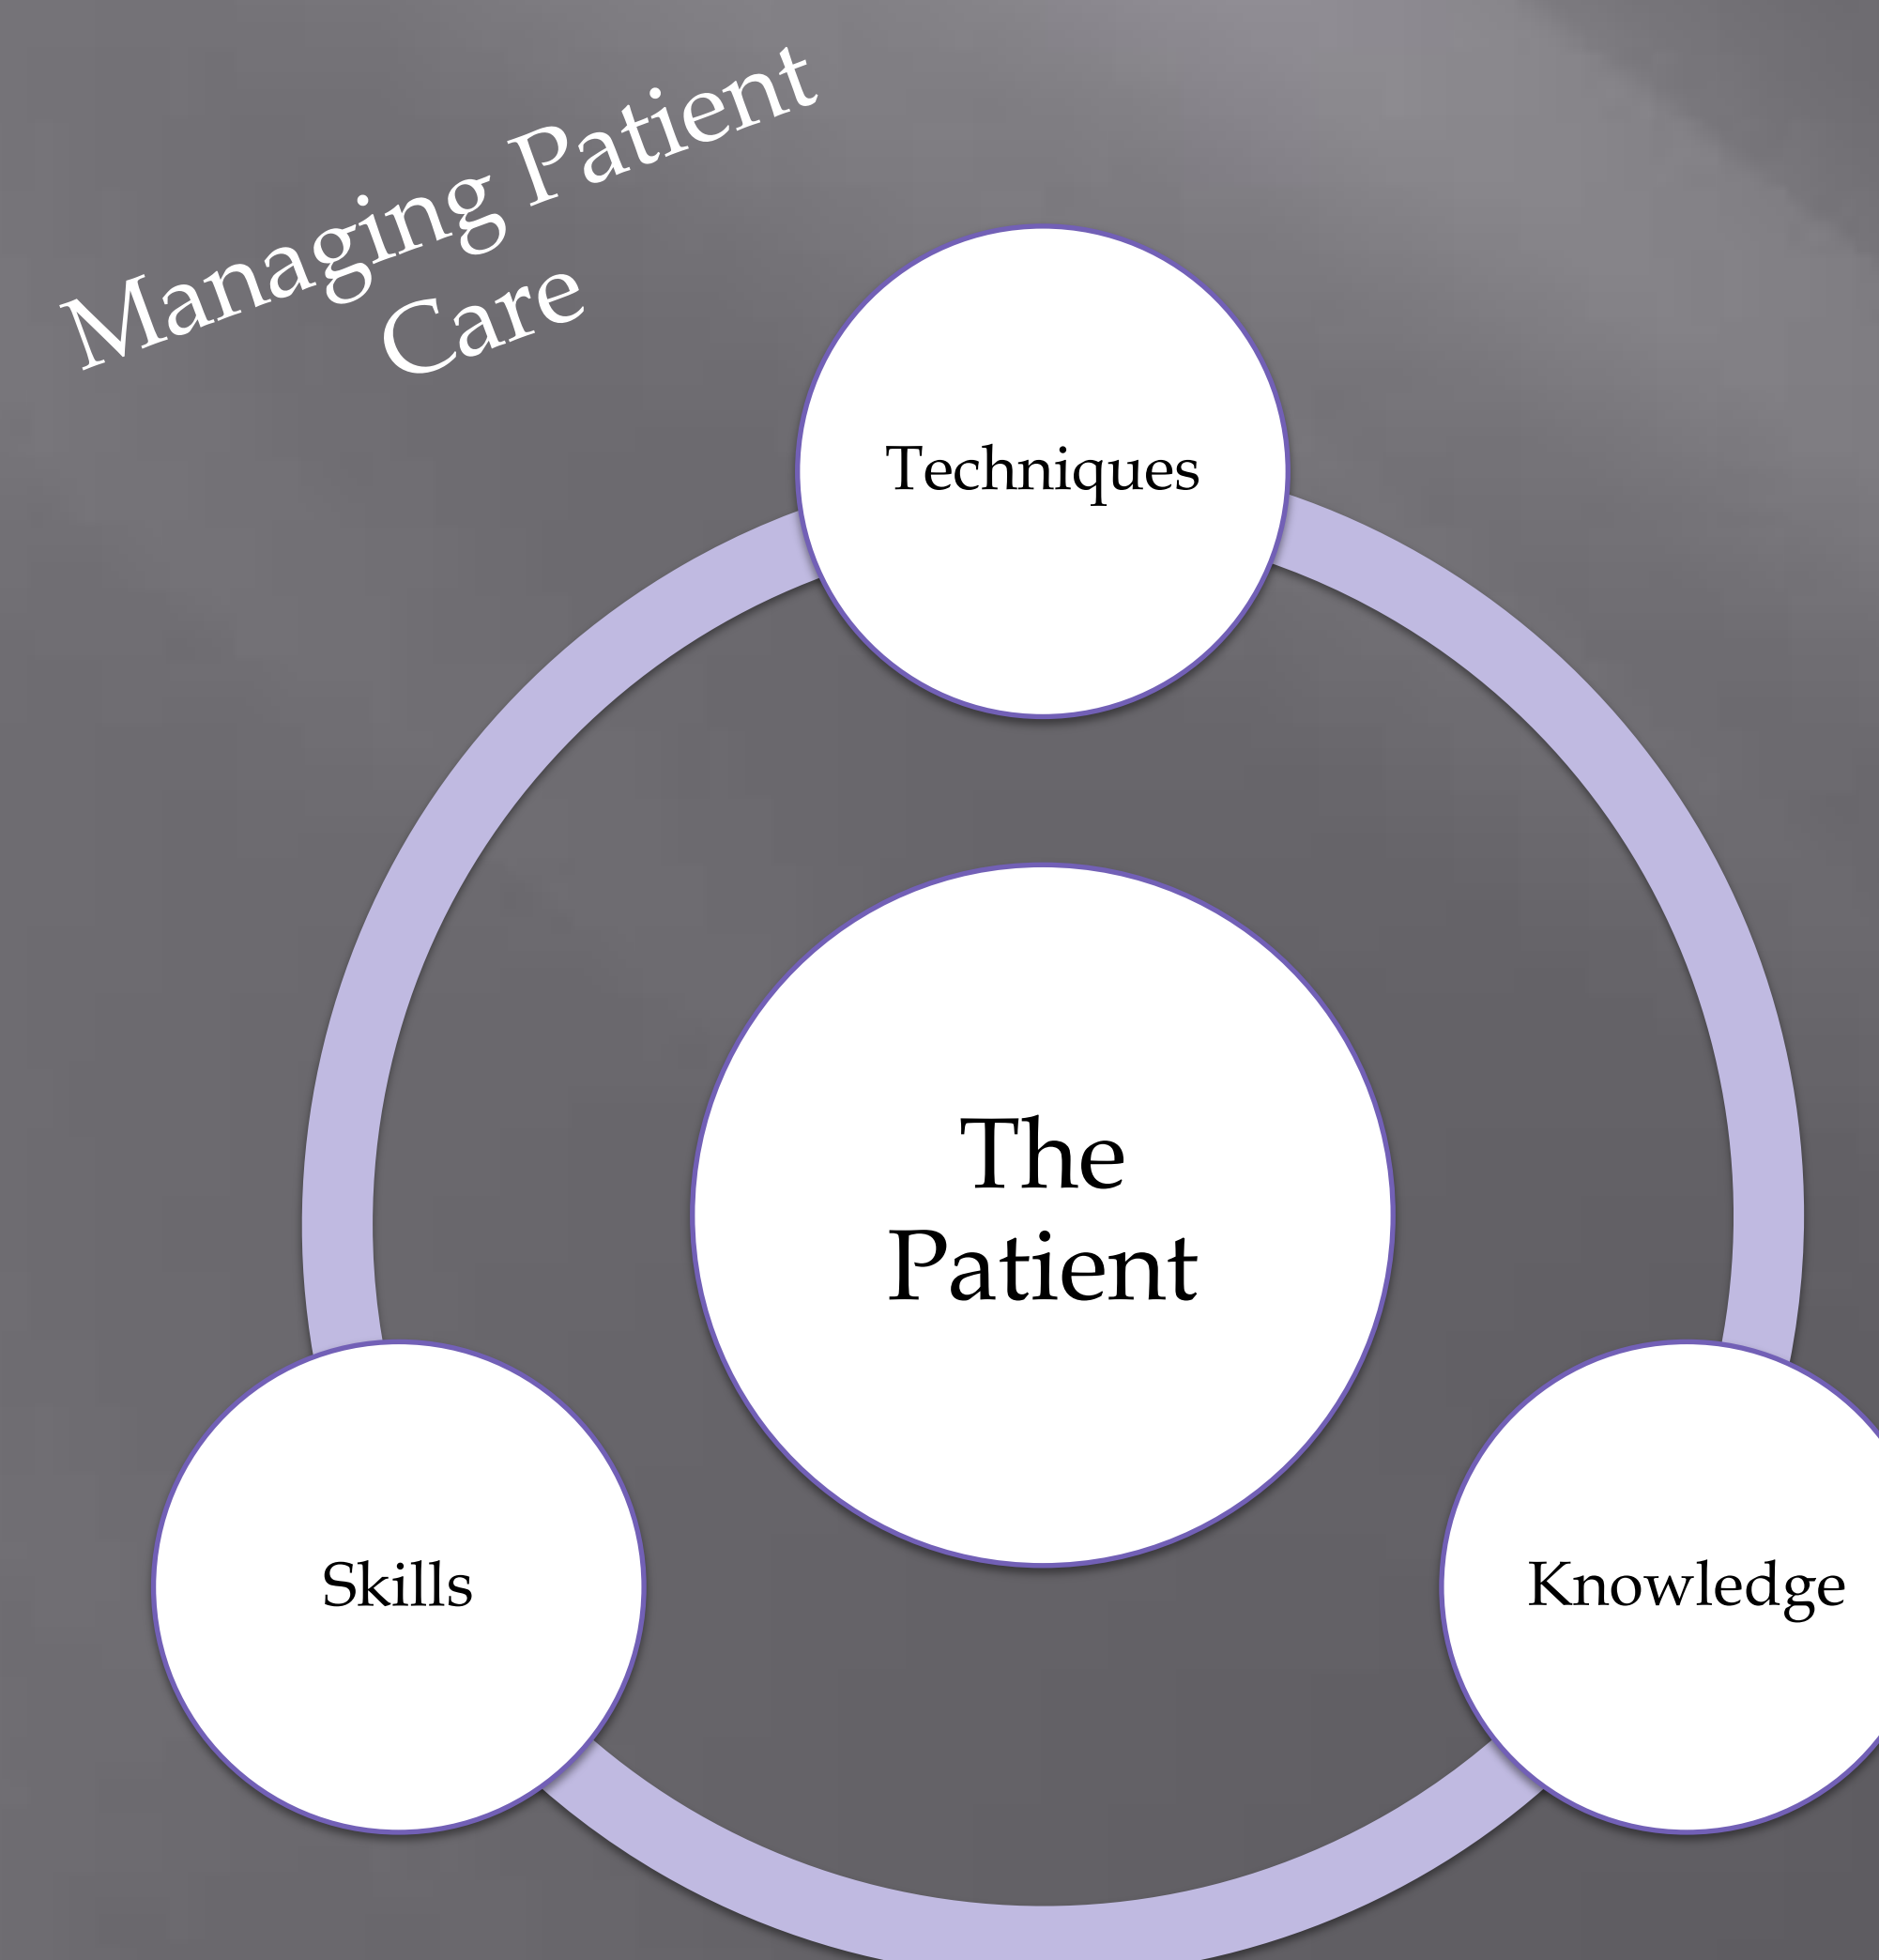 Managing Patient
Care
Techniques
The
Patient
Skills
Knowledge